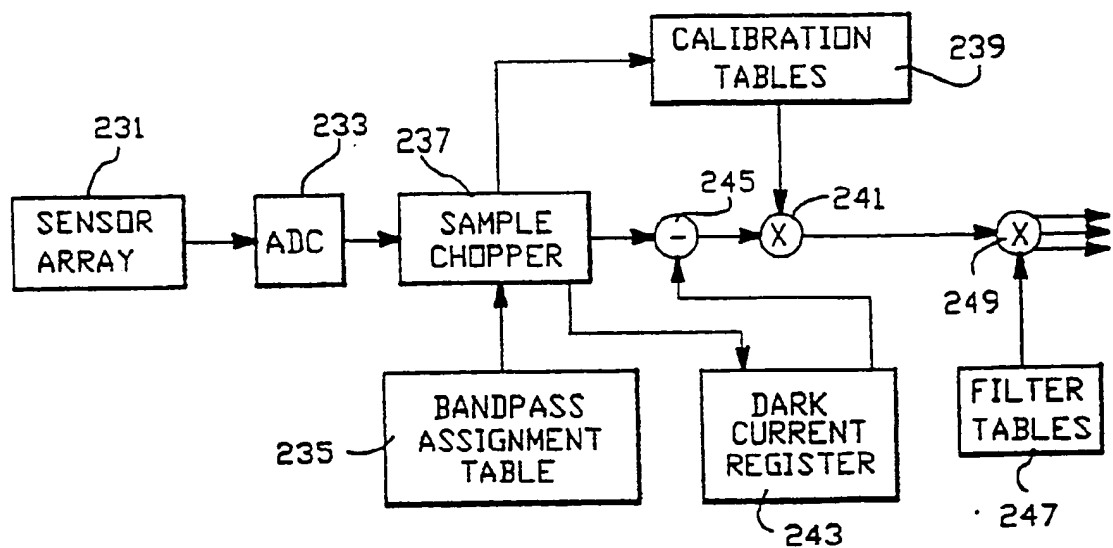 CALIBRATION
TABLES
239
231
233
237
SENSOR
ARRAY
ADC
SAMPLE
CHOPPER
245
-
X
241
X
249
BANDPASS
ASSIGNMENT
TABLE
235
DARK
CURRENT
REGISTER
243
FILTER
TABLES
247